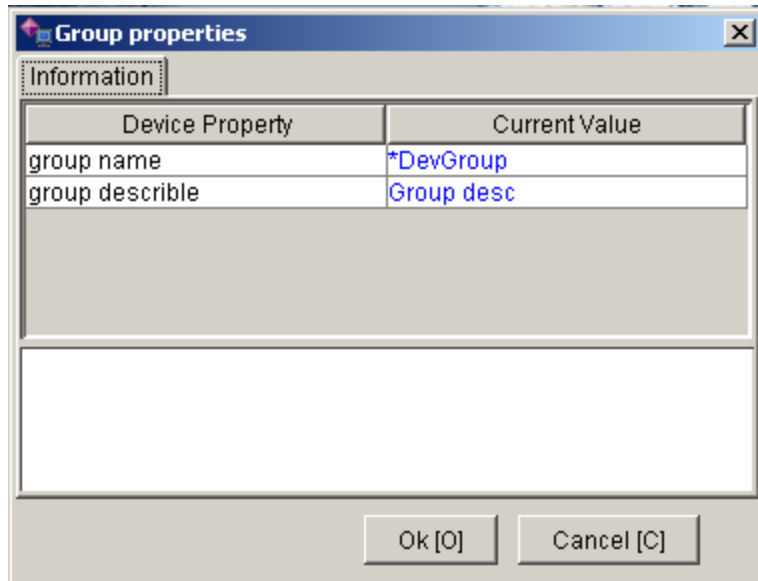 Group properties
Information
Device Property Current Value
group name *DevGroup
group describle Group desc
Ok [O] Cancel [C]